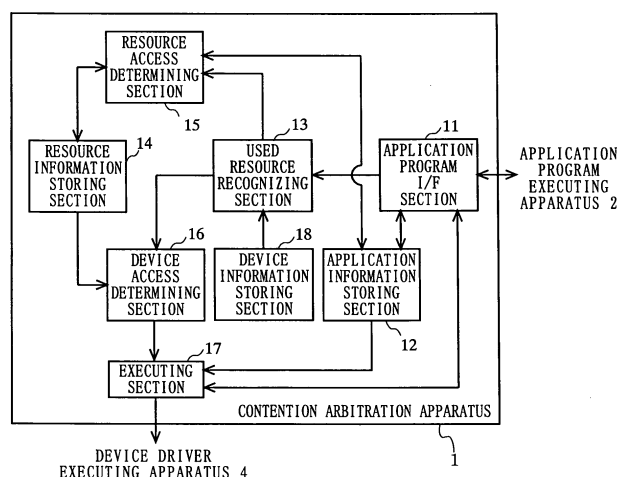 RESOURCE
ACCESS
DETERMINING
SECTION
15
RESOURCE
INFORMATION
STORING
SECTION
14
USED
RESOURCE
RECOGNIZING
SECTION
13
APPLICATION
PROGRAM
I/F
SECTION
11
APPLICATION
PROGRAM
EXECUTING
APPARATUS 2
DEVICE
ACCESS
DETERMINING
SECTION
16
DEVICE
INFORMATION
STORING
SECTION
18
APPLICATION
INFORMATION
STORING
SECTION
12
EXECUTING
SECTION
17
CONTENTION ARBITRATION APPARATUS
1
DEVICE DRIVER
EXECUTING APPARATUS 4